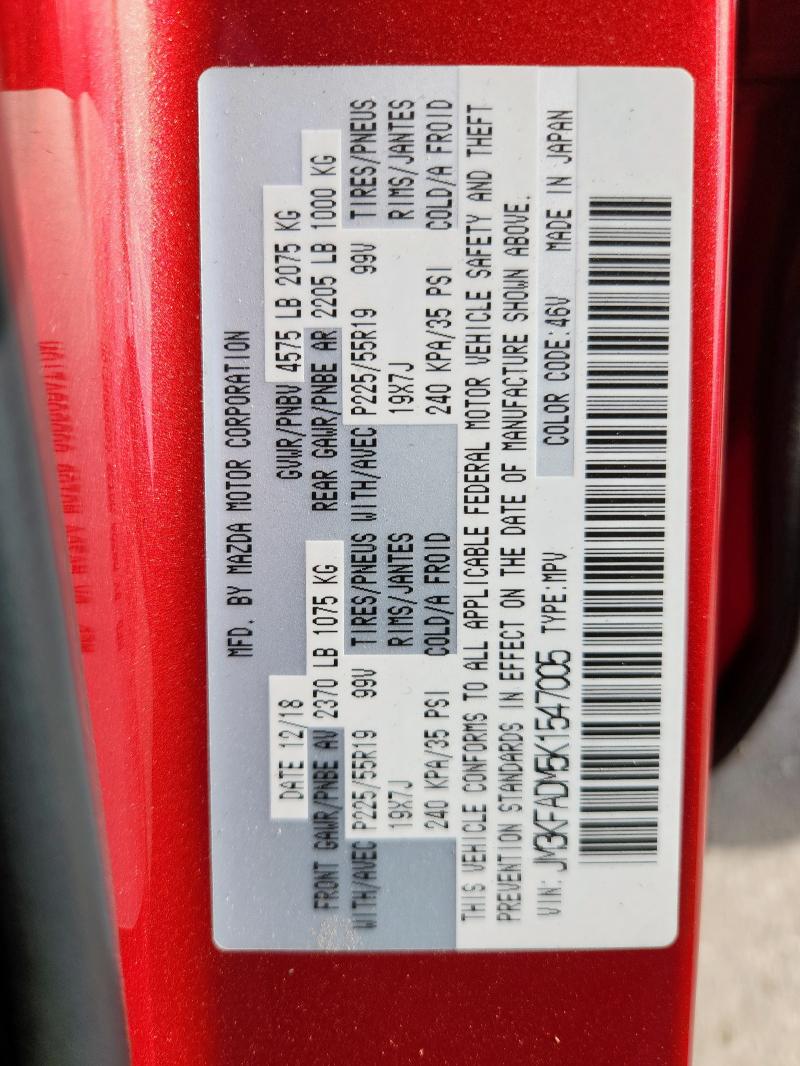 MFD. BY MAZDA MOTOR CORPORATION
DATE 12/18 GVWR/PNBV 4575 LB 2075 KG
FRONT GAWR/PNBE AV 2370 LB 1075 KG REAR GAWR/PNBE AR 2205 LB 1000 KG
WITH/AVEC P225/55R19 99V TIRES/PNEUS WITH/AVEC P225/55R19 99V TIRES/PNEUS
19X7J RIMS/JANTES 19X7J RIMS/JANTES
240 KPA/35 PSI COLD/A FROID 240 KPA/35 PSI COLD/A FROID
THIS VEHICLE CONFORMS TO ALL APPLICABLE FEDERAL MOTOR VEHICLE SAFETY AND THEFT
PREVENTION STANDARDS IN EFFECT ON THE DATE OF MANUFACTURE SHOWN ABOVE.
VIN: JM3KFADM5K1547005 TYPE:MPV COLOR CODE:46V MADE IN JAPAN